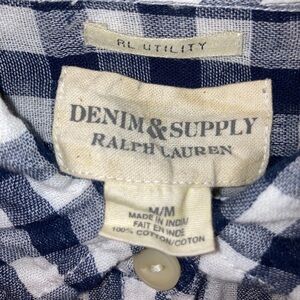 RL UTILITY
DENIM & SUPPLY
RALPH LAUREN
M/M
MADE IN INDIA
FAIT EN INDE
100% COTTON/COTON